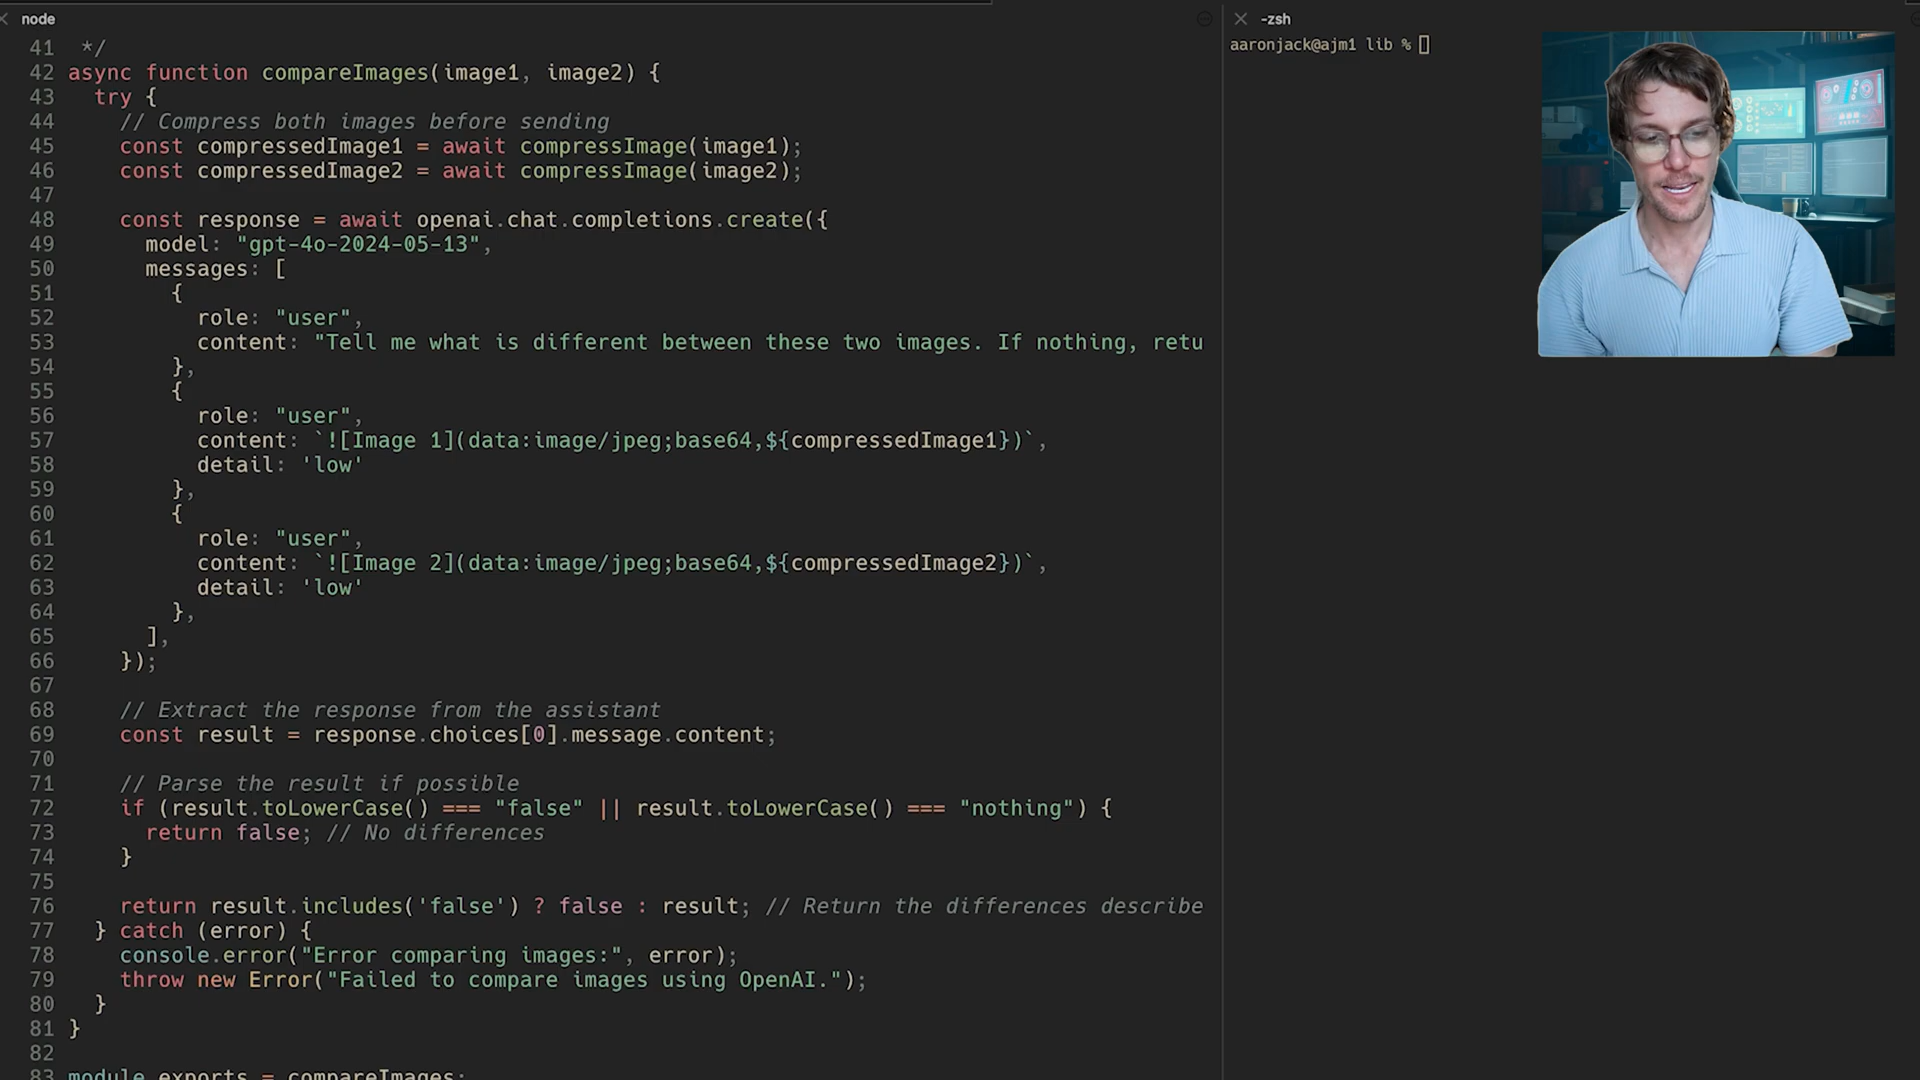 node
41 */
42 async function compareImages(image1, image2) {
43 try {
44 // Compress both images before sending
45 const compressedImage1 = await compressImage(image1);
46 const compressedImage2 = await compressImage(image2);
47
48 const response = await openai.chat.completions.create({
49 model: "gpt-4o-2024-05-13",
50 messages: [
51 {
52 role: "user",
53 content: "Tell me what is different between these two images. If nothing, retu
54 },
55 {
56 role: "user",
57 content: `![Image 1](data:image/jpeg;base64,${compressedImage1})`,
58 detail: 'low'
59 },
60 {
61 role: "user",
62 content: `![Image 2](data:image/jpeg;base64,${compressedImage2})`,
63 detail: 'low'
64 },
65 ],
66 });
67
68 // Extract the response from the assistant
69 const result = response.choices[0].message.content;
70
71 // Parse the result if possible
72 if (result.toLowerCase() === "false" || result.toLowerCase() === "nothing") {
73 return false; // No differences
74 }
75
76 return result.includes('false') ? false : result; // Return the differences describe
77 } catch (error) {
78 console.error("Error comparing images:", error);
79 throw new Error("Failed to compare images using OpenAI.");
80 }
81 }
82
83 module.exports = compareImages;
-zsh
aaronjack@ajm1 lib %